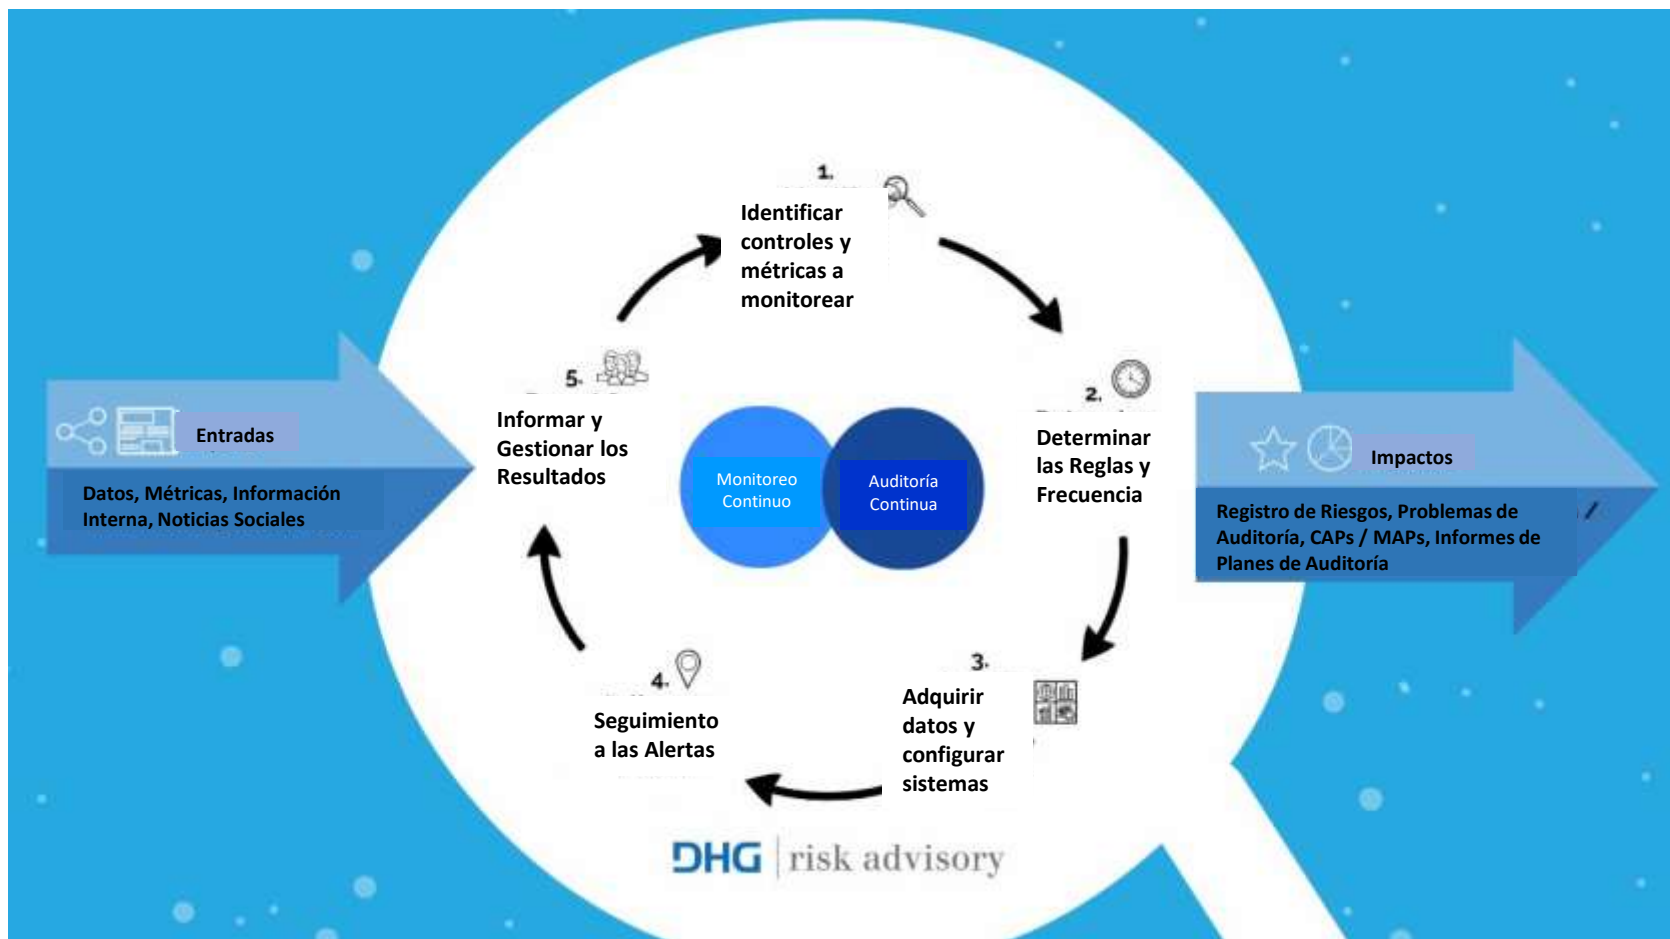 1.
Identificar
controles y
métricas a
monitorear
2.
Determinar
las Reglas y
Frecuencia
3.
Adquirir
datos y
configurar
sistemas
4.
Seguimiento
a las Alertas
5.
Informar y
Gestionar los
Resultados
Entradas
Datos, Métricas, Información
Interna, Noticias Sociales
Monitoreo
Continuo
Auditoría
Continua
Impactos
Registro de Riesgos, Problemas de
Auditoría, CAPs / MAPs, Informes de
Planes de Auditoría
DHG | risk advisory